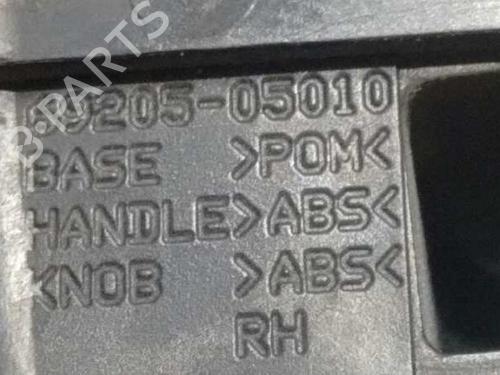 69205-05010
BASE >POM<
HANDLE>ABS<
KNOB >ABS<
RH
B-PARTS